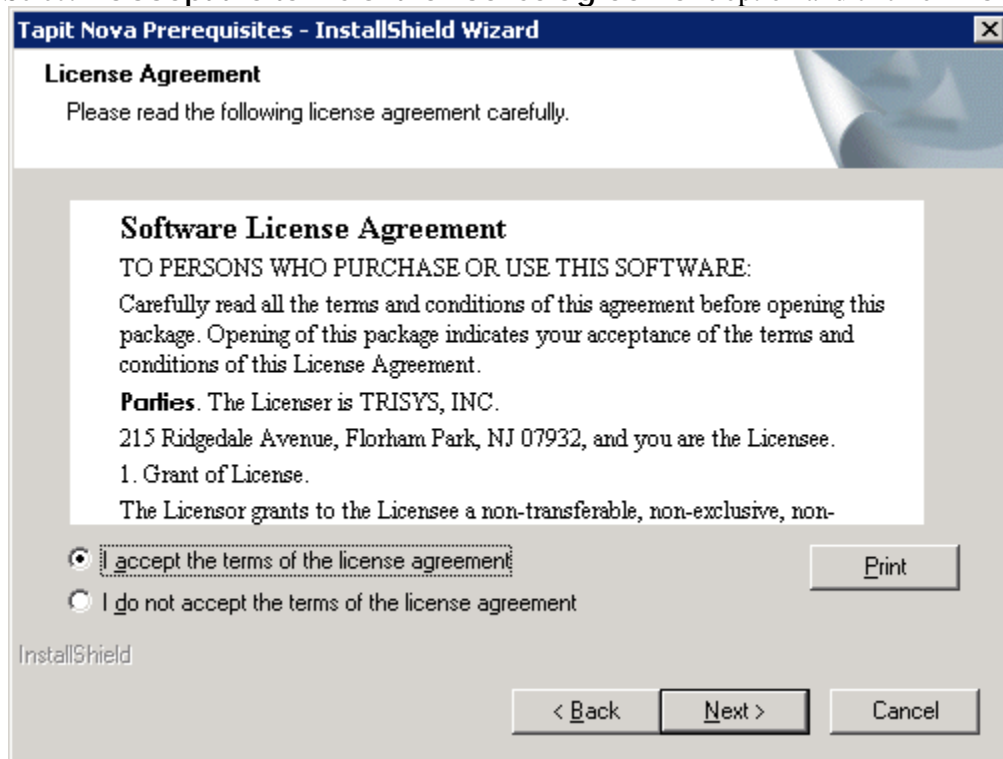 Tapit Nova Prerequisites - InstallShield Wizard
License Agreement
Please read the following license agreement carefully.
Software License Agreement
TO PERSONS WHO PURCHASE OR USE THIS SOFTWARE:
Carefully read all the terms and conditions of this agreement before opening this
package. Opening of this package indicates your acceptance of the terms and
conditions of this License Agreement.
Parties. The Licenser is TRISYS, INC.
215 Ridgedale Avenue, Florham Park, NJ 07932, and you are the Licensee.
1. Grant of License.
The Licensor grants to the Licensee a non-transferable, non-exclusive, non-
I accept the terms of the license agreement
Print
I do not accept the terms of the license agreement
InstallShield
< Back
Next >
Cancel